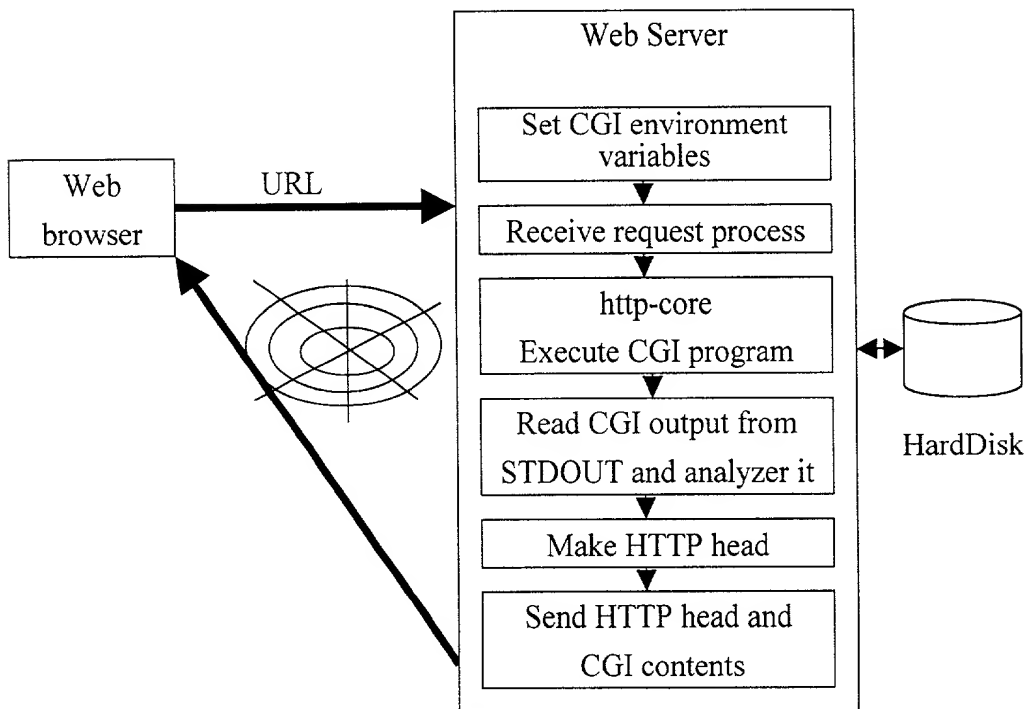 Web Server
Set CGI environment
variables
Web
browser
URL
Receive request process
http-core
Execute CGI program
Read CGI output from
STDOUT and analyzer it
HardDisk
Make HTTP head
Send HTTP head and
CGI contents